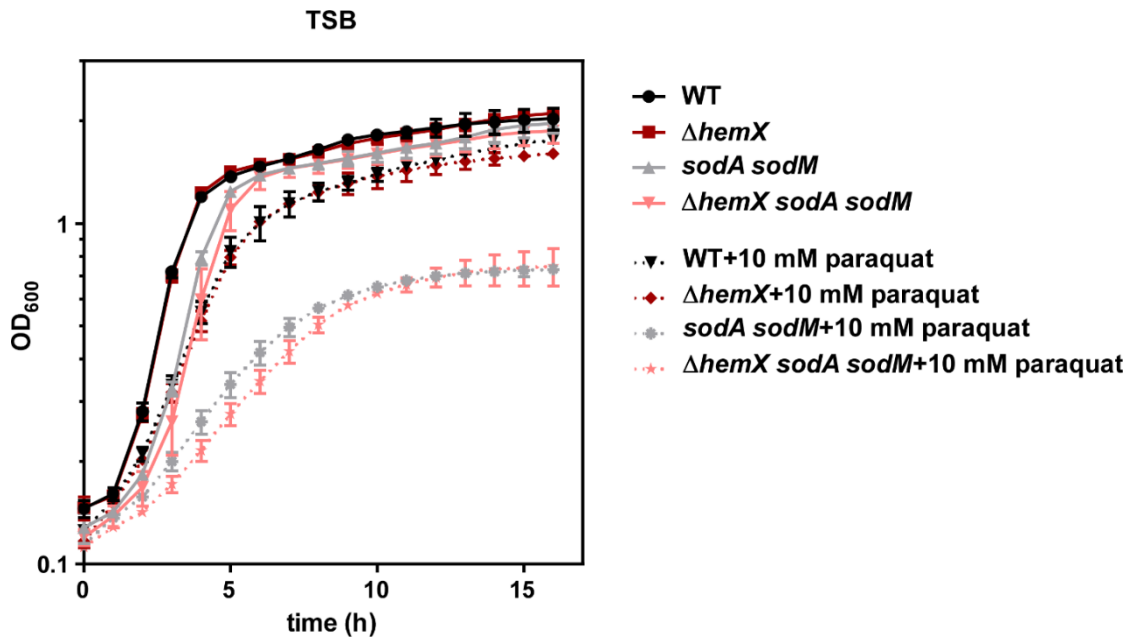 TSB
OD600
1
0.1
0
5
10
15
time (h)
WT
ΔhemX
sodA sodM
ΔhemX sodA sodM
WT+10 mM paraquat
ΔhemX+10 mM paraquat
sodA sodM+10 mM paraquat
ΔhemX sodA sodM+10 mM paraquat